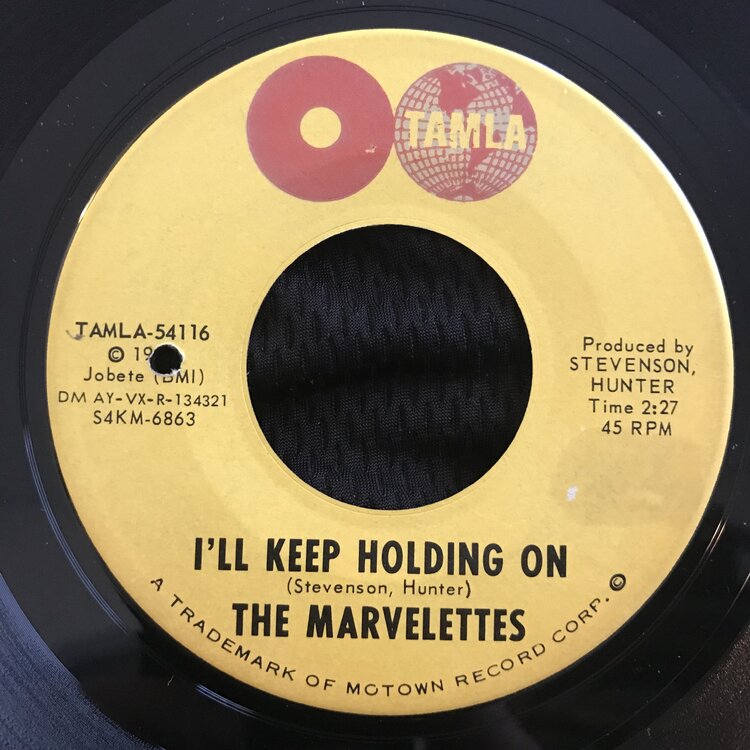 TAMLA
TAMLA-54116
© 19
Jobete (BMI)
DM AY-VX-R-134321
S4KM-6863
Produced by
STEVENSON,
HUNTER
Time 2:27
45 RPM
I'LL KEEP HOLDING ON
(Stevenson, Hunter)
THE MARVELETTES
A TRADEMARK OF MOTOWN RECORD CORP. ©